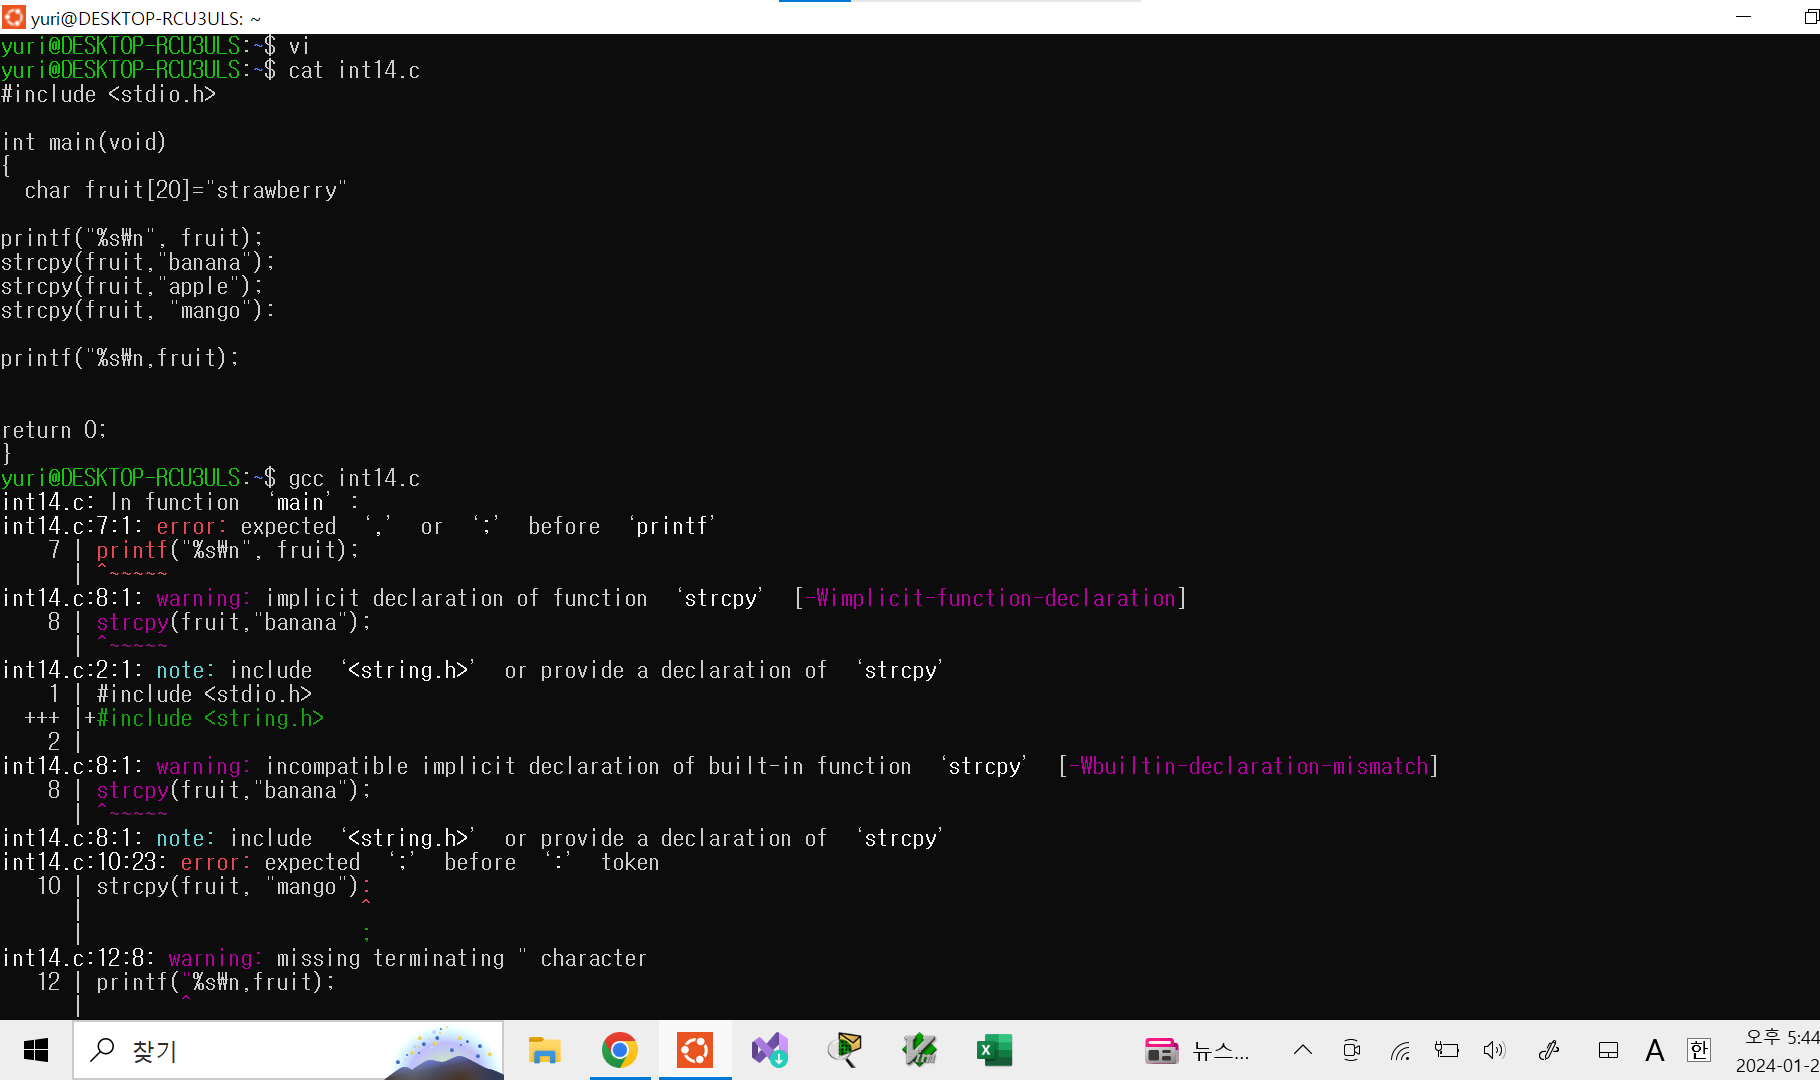 yuri@DESKTOP-RCU3ULS: ~
yuri@DESKTOP-RCU3ULS:~$ vi
yuri@DESKTOP-RCU3ULS:~$ cat int14.c
#include <stdio.h>
int main(void)
{
  char fruit[20]="strawberry"
printf("%s₩n", fruit);
strcpy(fruit,"banana");
strcpy(fruit,"apple");
strcpy(fruit, "mango"):
printf("%s₩n,fruit);
return 0;
}
yuri@DESKTOP-RCU3ULS:~$ gcc int14.c
int14.c: In function ‘main’:
int14.c:7:1: error: expected ‘,’ or ‘;’ before ‘printf’
    7 | printf("%s₩n", fruit);
      | ^~~~~~
int14.c:8:1: warning: implicit declaration of function ‘strcpy’ [-Wimplicit-function-declaration]
    8 | strcpy(fruit,"banana");
      | ^~~~~~
int14.c:2:1: note: include ‘<string.h>’ or provide a declaration of ‘strcpy’
    1 | #include <stdio.h>
  +++ |+#include <string.h>
    2 |
int14.c:8:1: warning: incompatible implicit declaration of built-in function ‘strcpy’ [-Wbuiltin-declaration-mismatch]
    8 | strcpy(fruit,"banana");
      | ^~~~~~
int14.c:8:1: note: include ‘<string.h>’ or provide a declaration of ‘strcpy’
int14.c:10:23: error: expected ‘;’ before ‘:’ token
   10 | strcpy(fruit, "mango"):
      |                       ^
      |                       ;
int14.c:12:8: warning: missing terminating " character
   12 | printf("%s₩n,fruit);
      |        ^
찾기
뉴스...
A
한
오후 5:44
2024-01-2